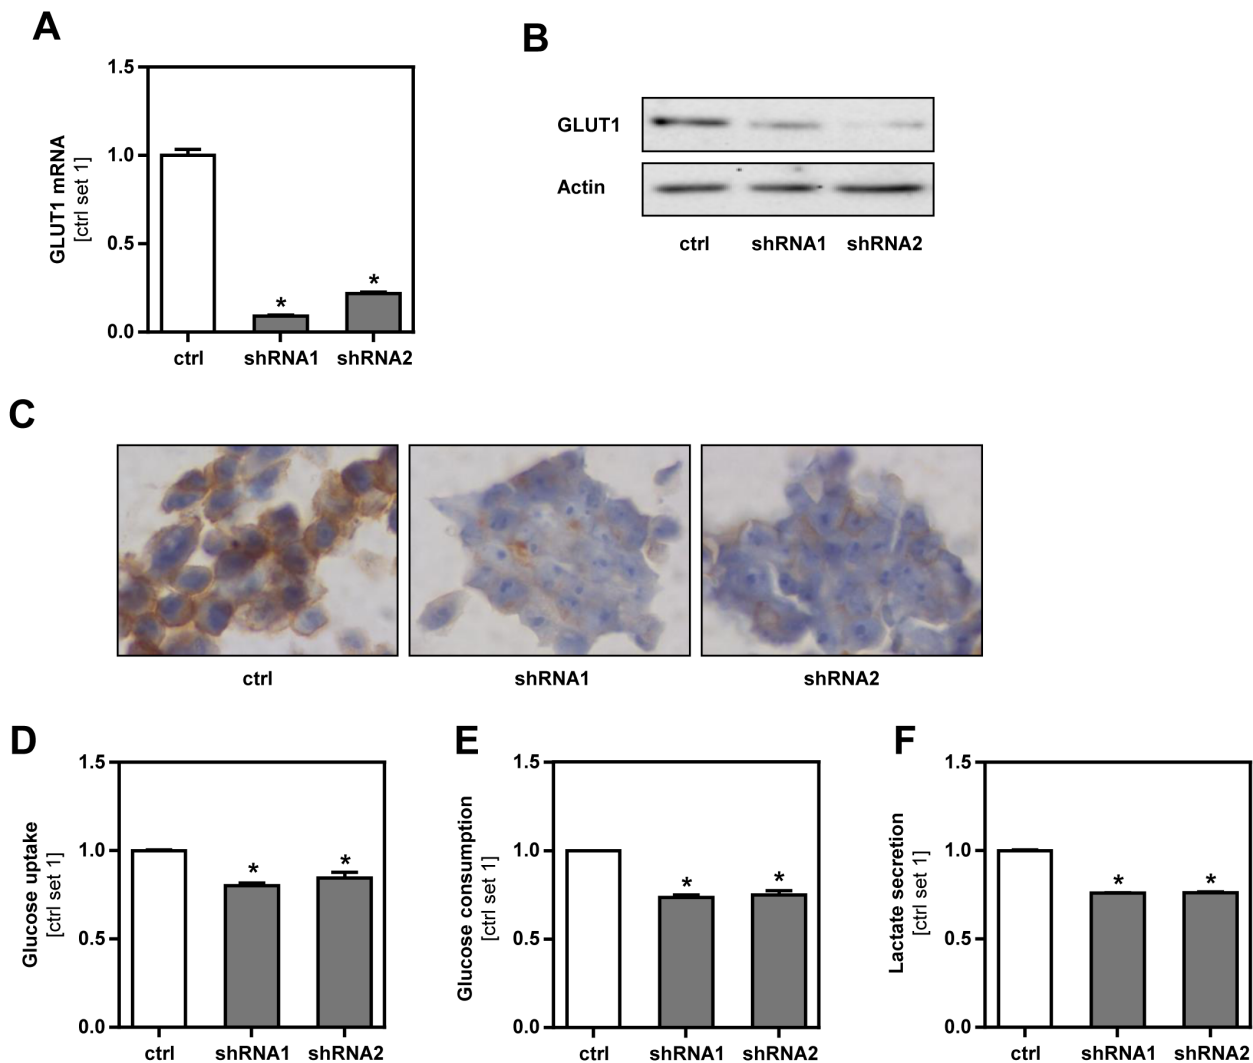 A
1.5
1.0
0.5
0.0
GLUT1 mRNA
[ctrl set 1]
*
*
ctrl
shRNA1
shRNA2
B
GLUT1
Actin
ctrl
shRNA1
shRNA2
C
ctrl
shRNA1
shRNA2
D
1.5
1.0
0.5
0.0
Glucose uptake
[ctrl set 1]
*
*
ctrl
shRNA1
shRNA2
E
1.5
1.0
0.5
0.0
Glucose consumption
[ctrl set 1]
*
*
ctrl
shRNA1
shRNA2
F
1.5
1.0
0.5
0.0
Lactate secretion
[ctrl set 1]
*
*
ctrl
shRNA1
shRNA2